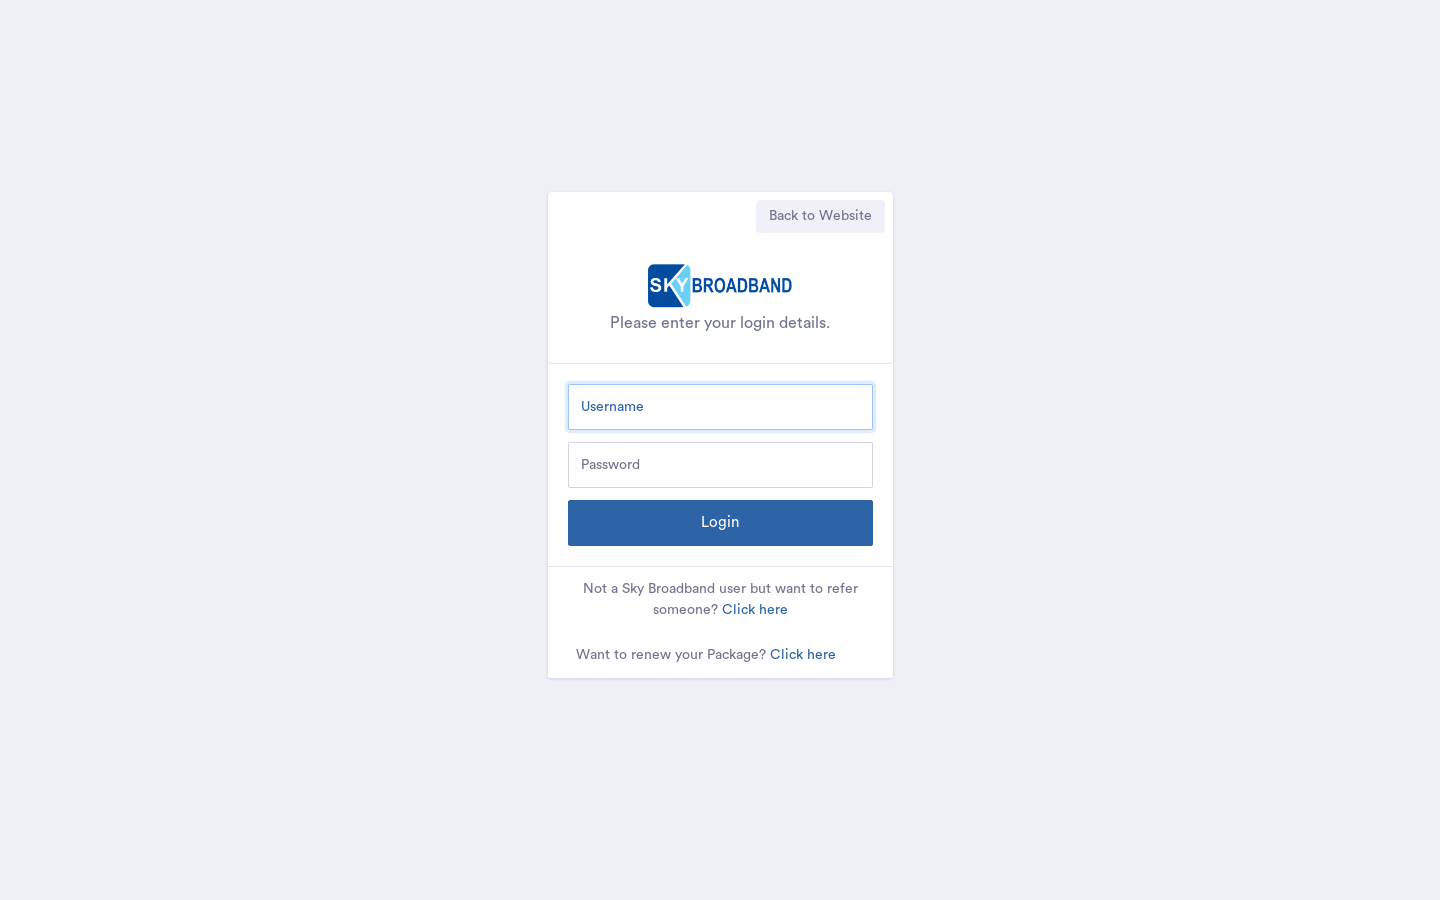 Back to Website
SKY BROADBAND
Please enter your login details.
Username
Password
Login
Not a Sky Broadband user but want to refer
someone? Click here
Want to renew your Package? Click here